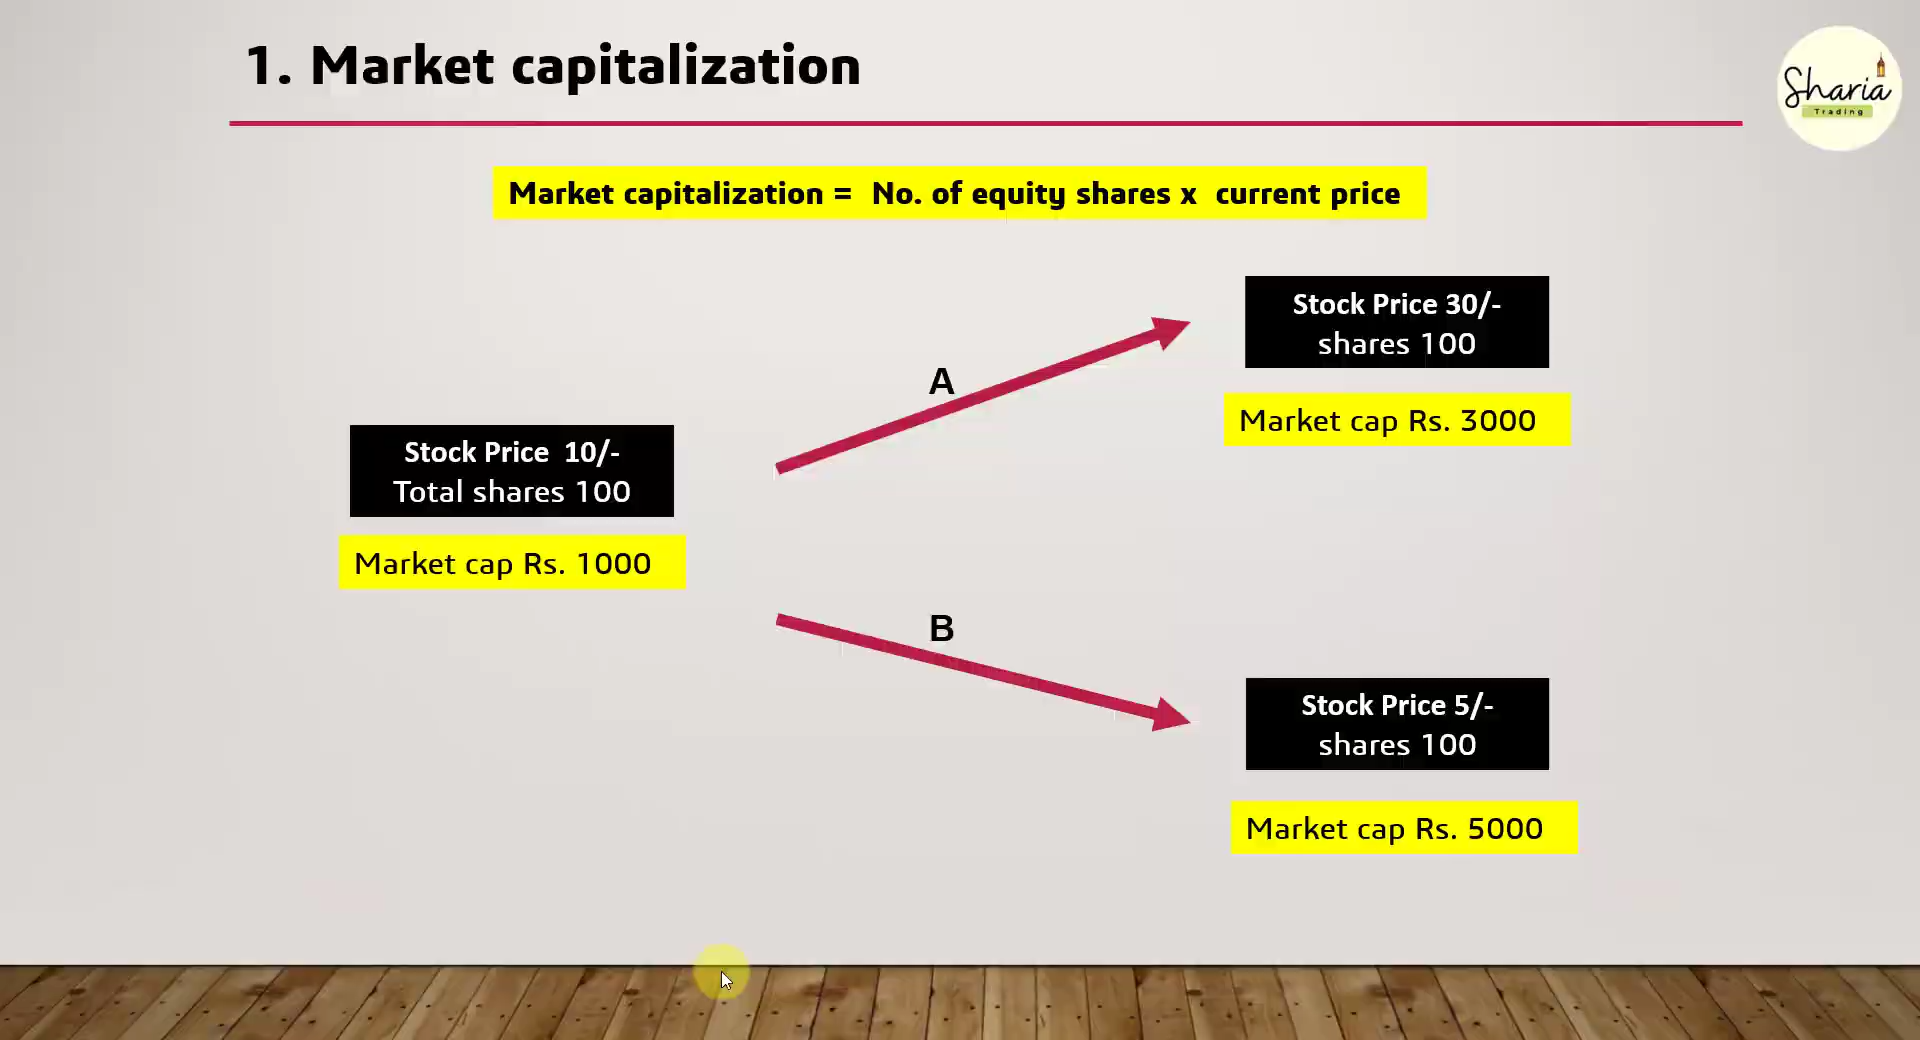 1. Market capitalization
Sharia
Trading
Market capitalization = No. of equity shares x current price
Stock Price 30/-
shares 100
Market cap Rs. 3000
A
Stock Price 10/-
Total shares 100
Market cap Rs. 1000
B
Stock Price 5/-
shares 100
Market cap Rs. 5000